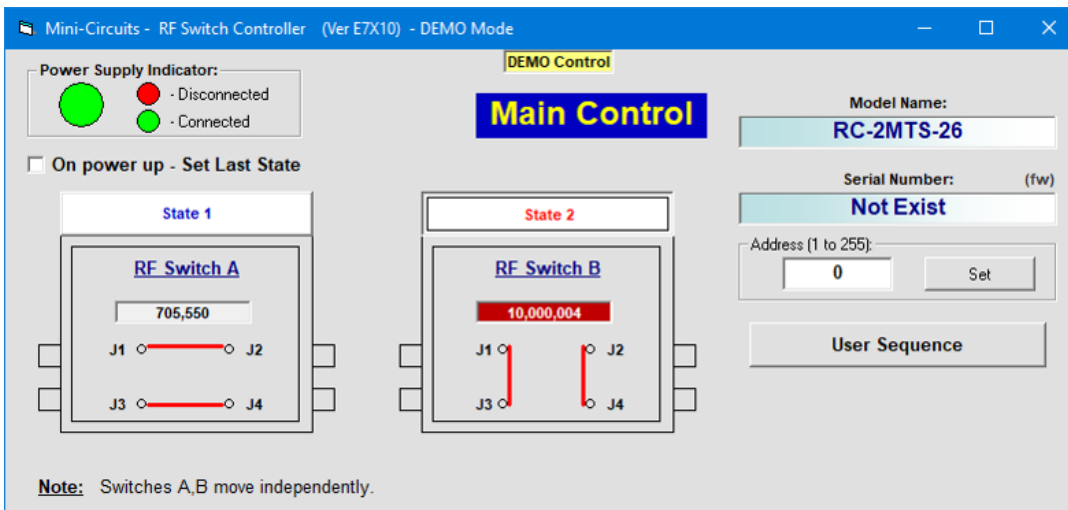 Mini-Circuits - RF Switch Controller (Ver E7X10) - DEMO Mode
DEMO Control
Power Supply Indicator:
- Disconnected
- Connected
Main Control
Model Name:
RC-2MTS-26
On power up - Set Last State
Serial Number: (fw)
Not Exist
State 1
State 2
Address (1 to 255):
0 Set
RF Switch A
RF Switch B
705,550
10,000,004
User Sequence
J1 J2
J1 J2
J3 J4
J3 J4
Note: Switches A,B move independently.